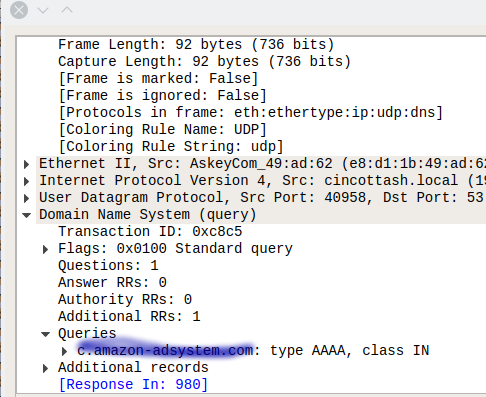 Frame Length: 92 bytes (736 bits)
Capture Length: 92 bytes (736 bits)
[Frame is marked: False]
[Frame is ignored: False]
[Protocols in frame: eth:ethertype:ip:udp:dns]
[Coloring Rule Name: UDP]
[Coloring Rule String: udp]
Ethernet II, Src: AskeyCom_49:ad:62 (e8:d1:1b:49:ad:62
Internet Protocol Version 4, Src: cincottash.local (19
User Datagram Protocol, Src Port: 40958, Dst Port: 53
Domain Name System (query)
Transaction ID: 0xc8c5
Flags: 0x0100 Standard query
Questions: 1
Answer RRs: 0
Authority RRs: 0
Additional RRs: 1
Queries
c.amazon-adsystem.com: type AAAA, class IN
Additional records
[Response In: 980]